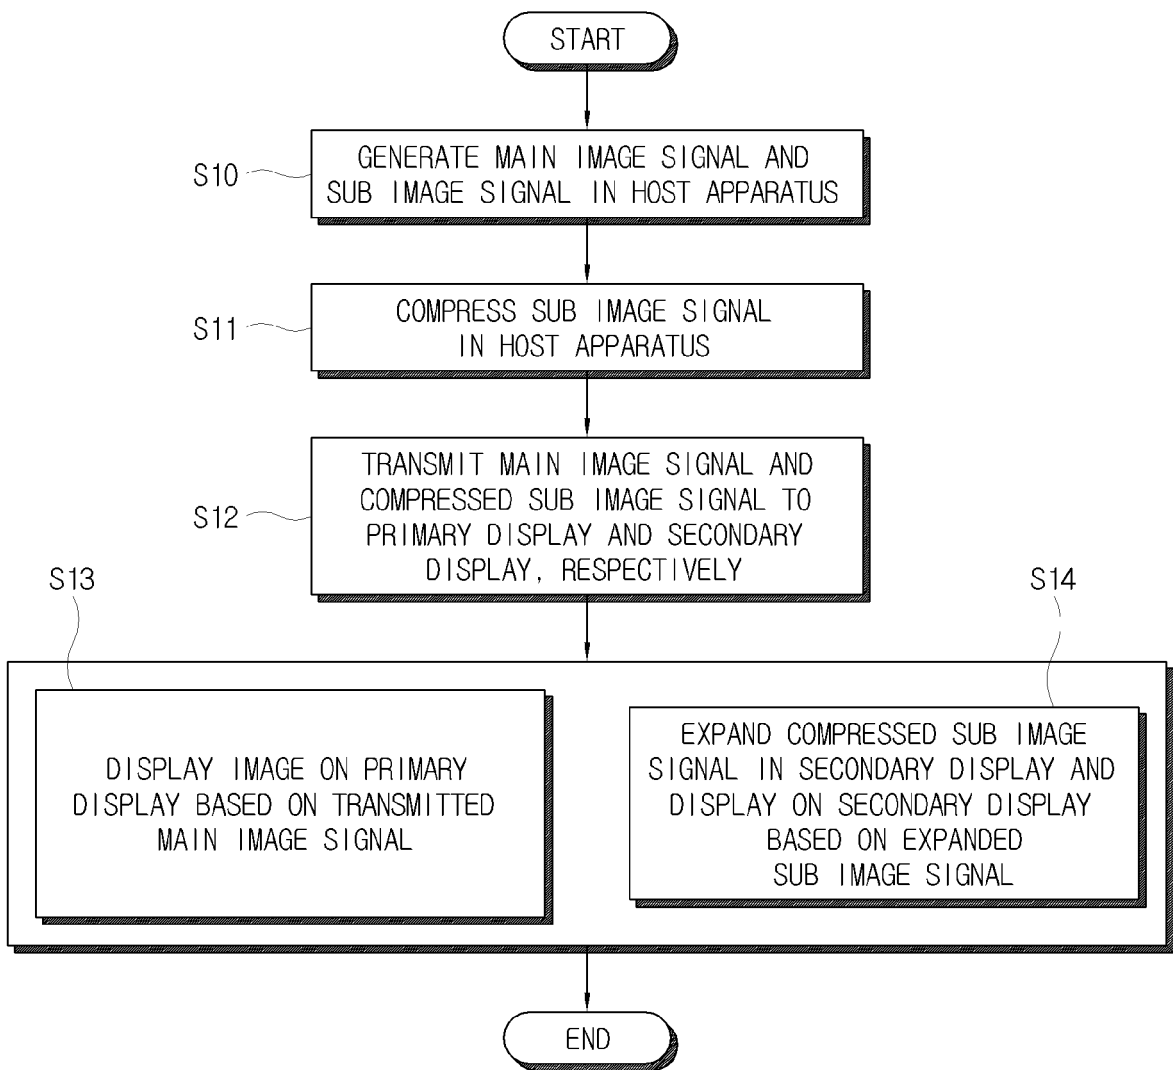 START
S10
GENERATE MAIN IMAGE SIGNAL AND
SUB IMAGE SIGNAL IN HOST APPARATUS
S11
COMPRESS SUB IMAGE SIGNAL
IN HOST APPARATUS
S12
TRANSMIT MAIN IMAGE SIGNAL AND
COMPRESSED SUB IMAGE SIGNAL TO
PRIMARY DISPLAY AND SECONDARY
DISPLAY, RESPECTIVELY
S13
DISPLAY IMAGE ON PRIMARY
DISPLAY BASED ON TRANSMITTED
MAIN IMAGE SIGNAL
S14
EXPAND COMPRESSED SUB IMAGE
SIGNAL IN SECONDARY DISPLAY AND
DISPLAY ON SECONDARY DISPLAY
BASED ON EXPANDED
SUB IMAGE SIGNAL
END